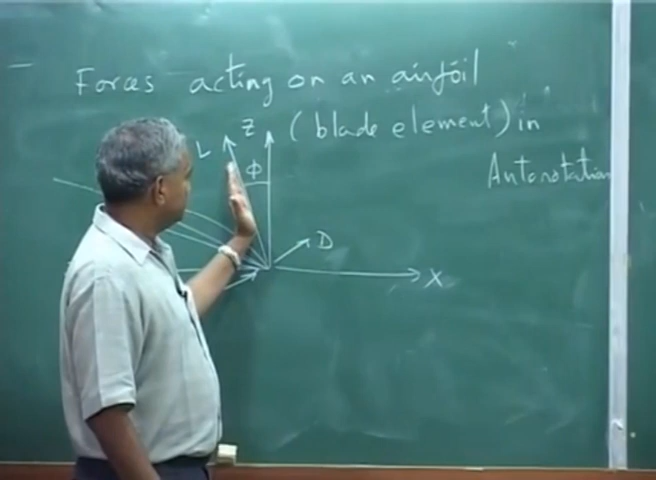 Forces acting on an airfoil
Z (blade element) in
Autorotation
L
Φ
D
X